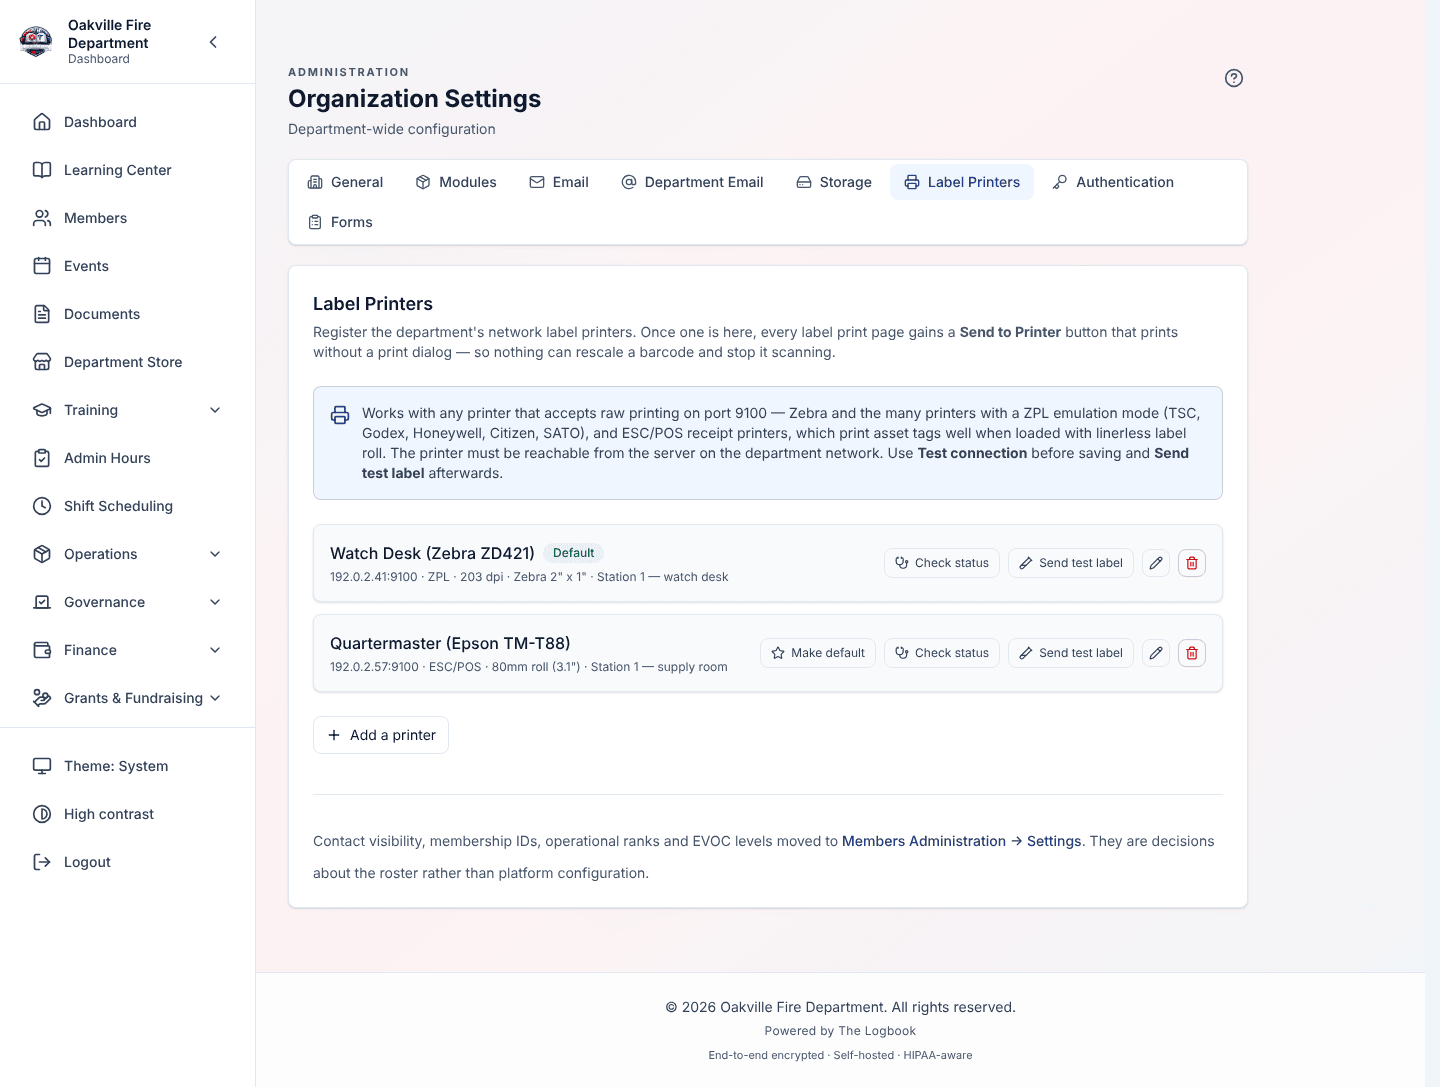 Oakville Fire
Department
Dashboard
Dashboard
Learning Center
Members
Events
Documents
Department Store
Training
Admin Hours
Shift Scheduling
Operations
Governance
Finance
Grants & Fundraising
Theme: System
High contrast
Logout
ADMINISTRATION
Organization Settings
Department-wide configuration
General
Modules
Email
Department Email
Storage
Label Printers
Authentication
Forms
Label Printers
Register the department's network label printers. Once one is here, every label print page gains a Send to Printer button that prints
without a print dialog — so nothing can rescale a barcode and stop it scanning.
Works with any printer that accepts raw printing on port 9100 — Zebra and the many printers with a ZPL emulation mode (TSC,
Godex, Honeywell, Citizen, SATO), and ESC/POS receipt printers, which print asset tags well when loaded with linerless label
roll. The printer must be reachable from the server on the department network. Use Test connection before saving and Send
test label afterwards.
Watch Desk (Zebra ZD421) Default
192.0.2.41:9100 · ZPL · 203 dpi · Zebra 2" x 1" · Station 1 — watch desk
Check status
Send test label
Quartermaster (Epson TM-T88)
192.0.2.57:9100 · ESC/POS · 80mm roll (3.1") · Station 1 — supply room
Make default
Check status
Send test label
Add a printer
Contact visibility, membership IDs, operational ranks and EVOC levels moved to Members Administration → Settings. They are decisions
about the roster rather than platform configuration.
© 2026 Oakville Fire Department. All rights reserved.
Powered by The Logbook
End-to-end encrypted · Self-hosted · HIPAA-aware